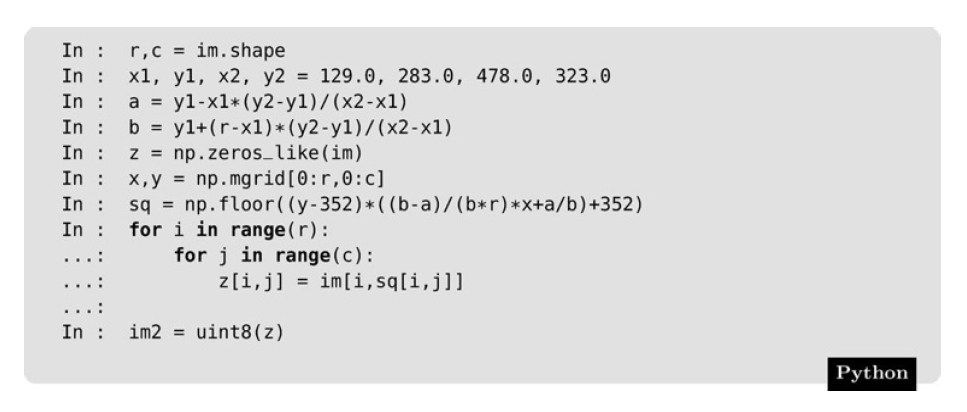 In :  r,c = im.shape
In :  x1, y1, x2, y2 = 129.0, 283.0, 478.0, 323.0
In :  a = y1-x1*(y2-y1)/(x2-x1)
In :  b = y1+(r-x1)*(y2-y1)/(x2-x1)
In :  z = np.zeros_like(im)
In :  x,y = np.mgrid[0:r,0:c]
In :  sq = np.floor((y-352)*((b-a)/(b*r)*x+a/b)+352)
In :  for i in range(r):
...:      for j in range(c):
...:          z[i,j] = im[i,sq[i,j]]
...:
In :  im2 = uint8(z)
Python